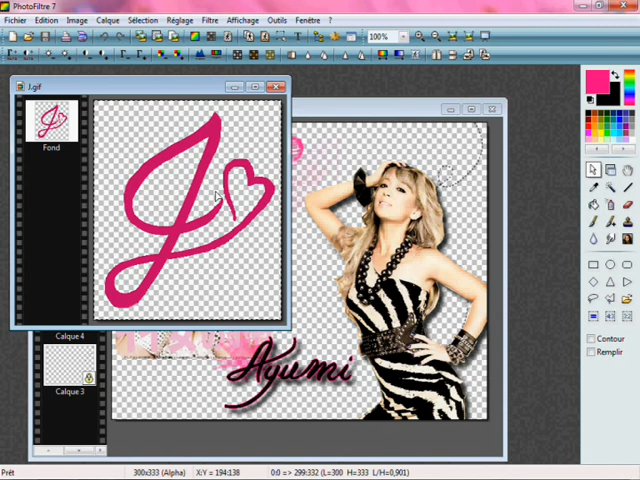 PhotoFiltre 7
Fichier Edition Image Calque Sélection Réglage Filtre Affichage Outils Fenêtre ?
100%
J.gif
Fond
Calque 4
Calque 3
Ayumi
Contour
Remplir
Prêt 300x333 (Alpha) X:Y = 194:138 0:0 => 299:332 (L=300 H=333 L/H=0,901)